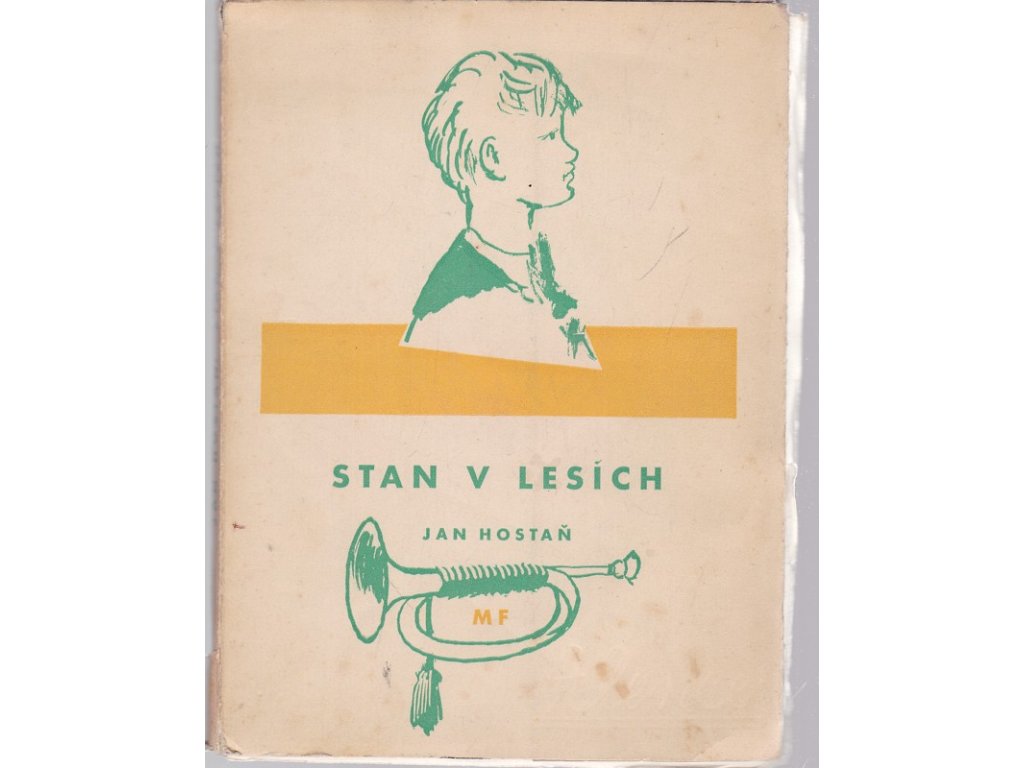 STAN V LESÍCH
JAN HOSTAŇ
MF